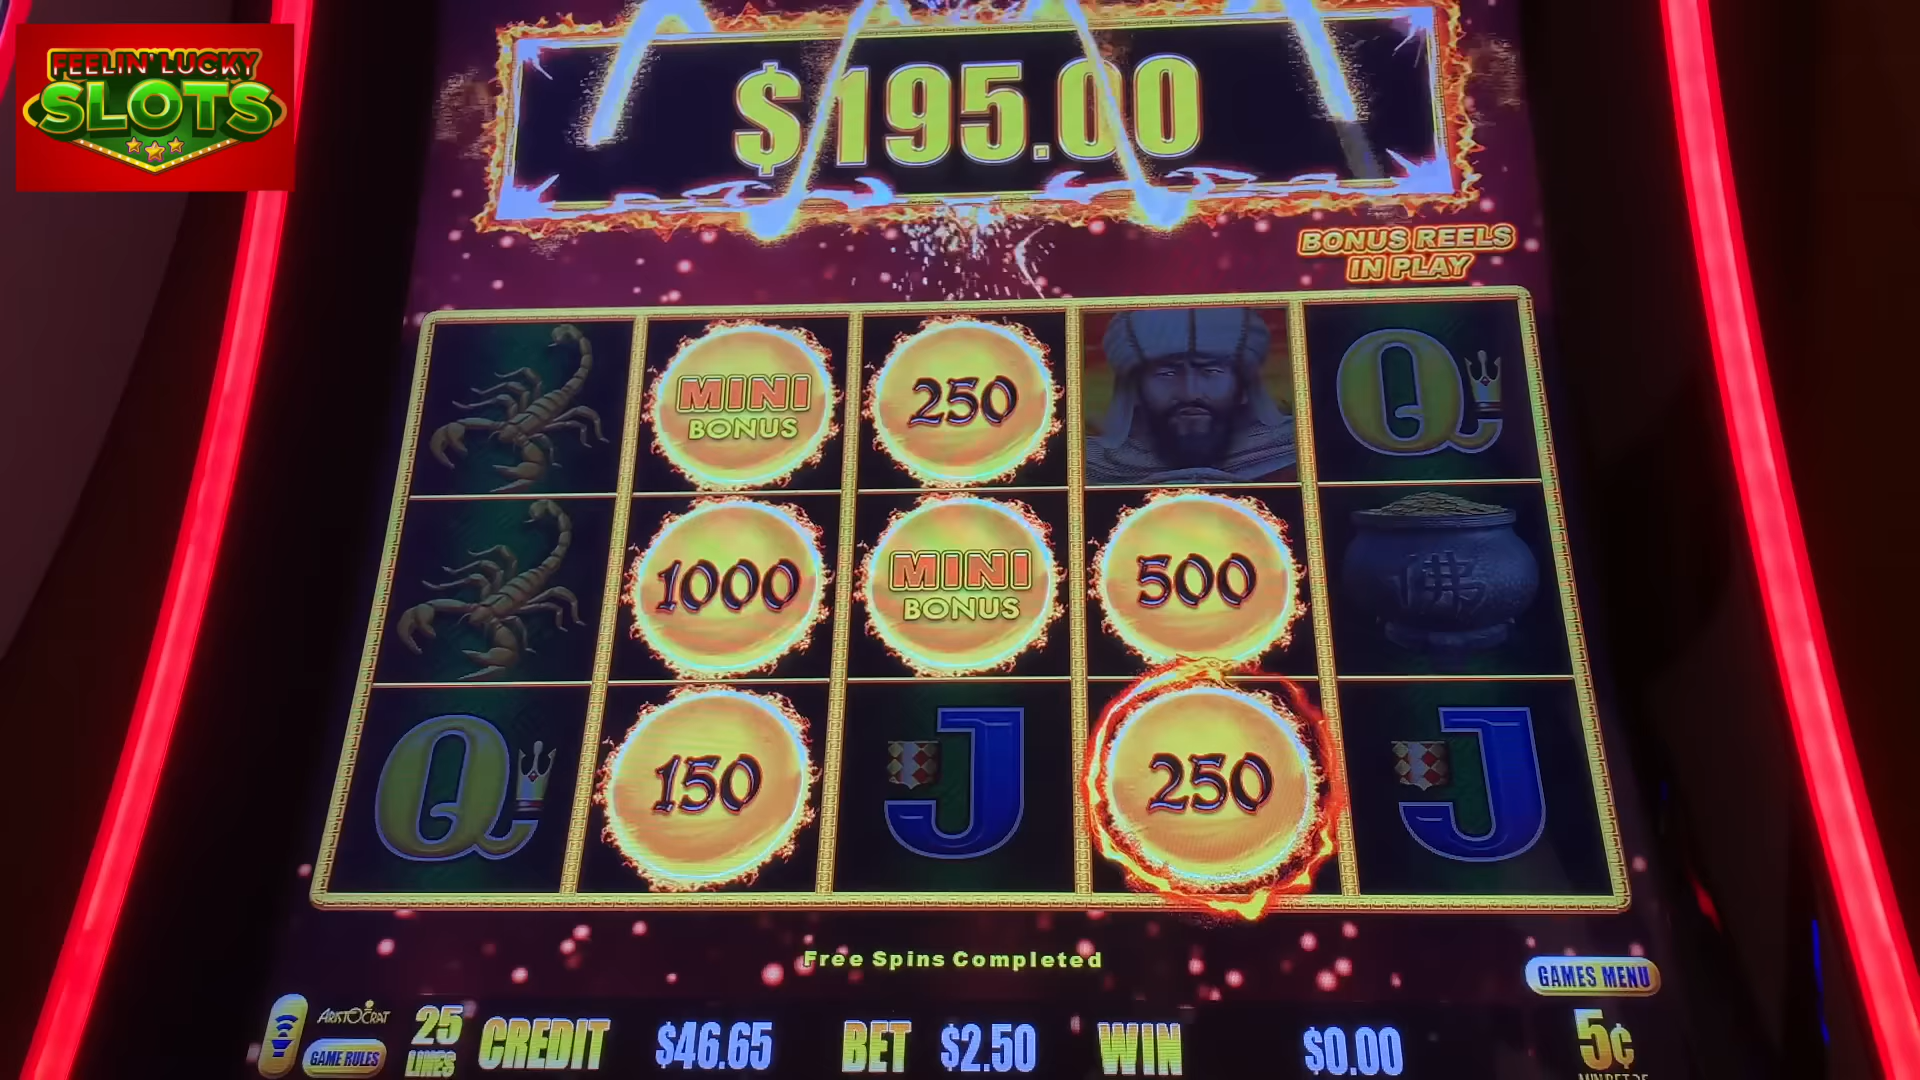 FEELIN' LUCKY
SLOTS
$195.00
BONUS REELS
IN PLAY
MINI
BONUS
250
Q
1000
MINI
BONUS
500
佛
Q
150
J
250
J
Free Spins Completed
GAMES MENU
ARISTOCRAT
GAME RULES
25
LINES
CREDIT
$46.65
BET
$2.50
WIN
$0.00
5¢